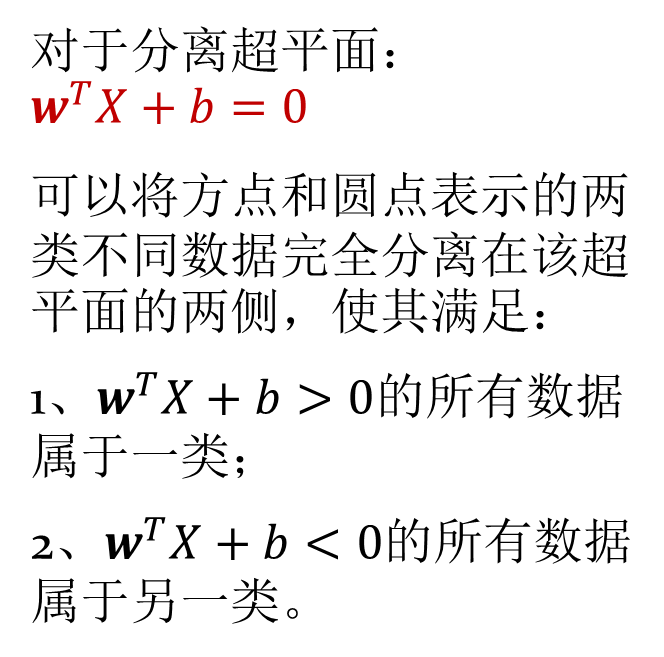 对于分离超平面：
𝒘ᵀX + b = 0
可以将方点和圆点表示的两
类不同数据完全分离在该超
平面的两侧，使其满足：
1、𝒘ᵀX + b > 0的所有数据
属于一类；
2、𝒘ᵀX + b < 0的所有数据
属于另一类。